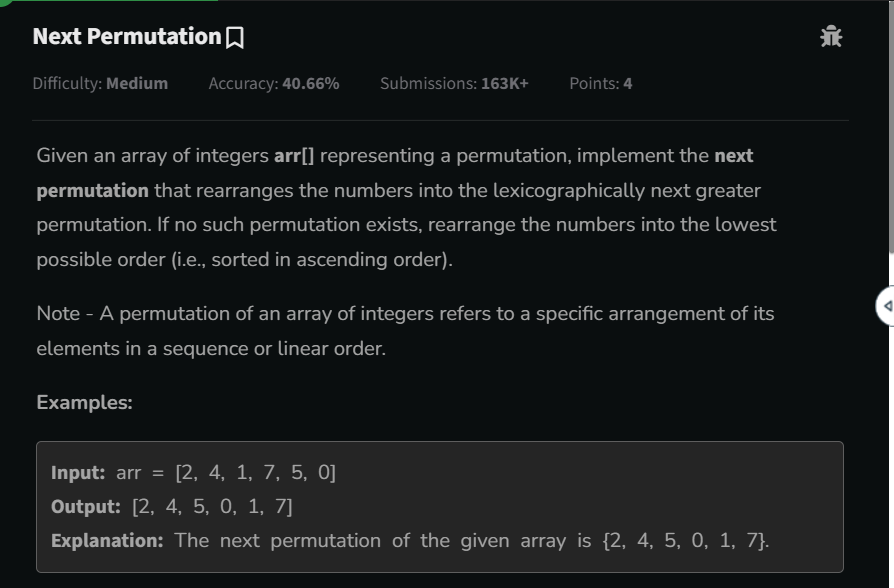 Next Permutation
Difficulty: Medium Accuracy: 40.66% Submissions: 163K+ Points: 4
Given an array of integers arr[] representing a permutation, implement the next
permutation that rearranges the numbers into the lexicographically next greater
permutation. If no such permutation exists, rearrange the numbers into the lowest
possible order (i.e., sorted in ascending order).
Note - A permutation of an array of integers refers to a specific arrangement of its
elements in a sequence or linear order.
Examples:
Input: arr = [2, 4, 1, 7, 5, 0]
Output: [2, 4, 5, 0, 1, 7]
Explanation: The next permutation of the given array is {2, 4, 5, 0, 1, 7}.